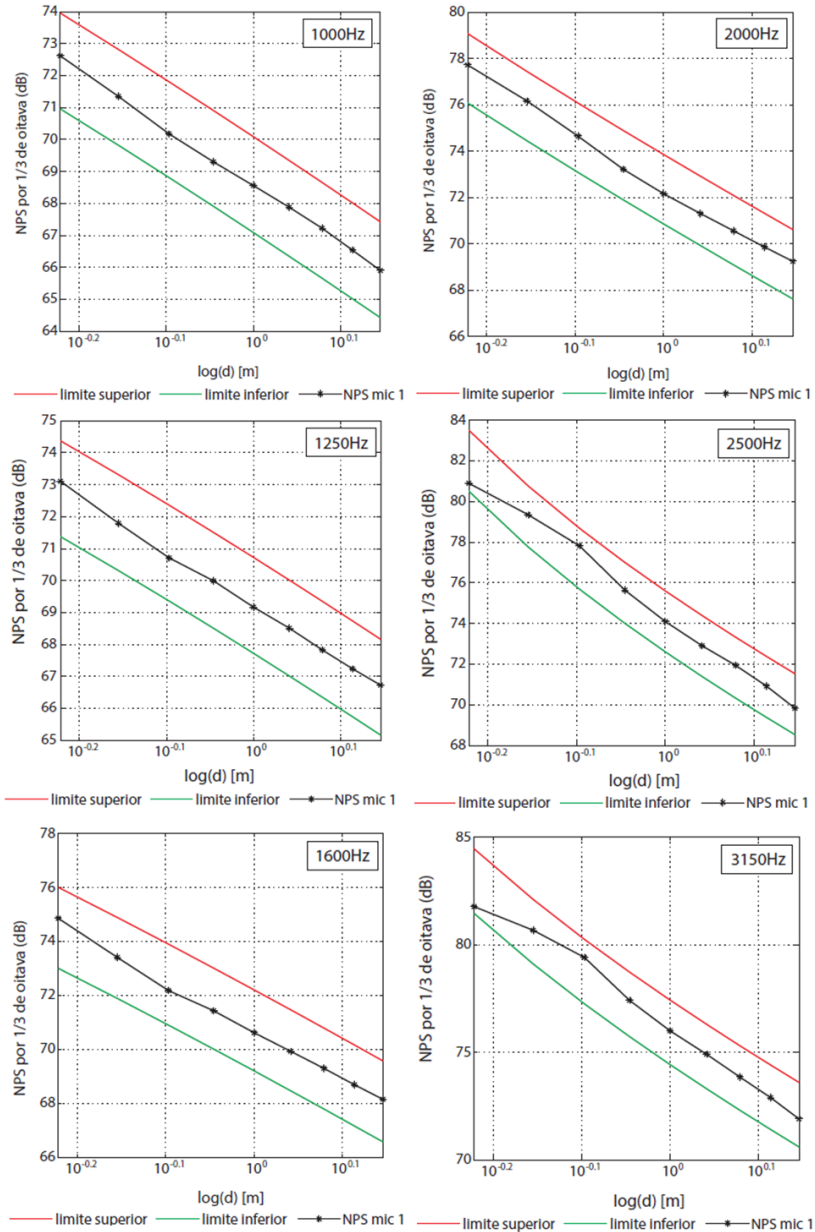 1000Hz
NPS por 1/3 de oitava (dB)
74
73
72
71
70
69
68
67
66
65
64
10^-0.2 10^-0.1 10^0 10^0.1
log(d) [m]
limite superior limite inferior NPS mic 1
2000Hz
NPS por 1/3 de oitava (dB)
80
78
76
74
72
70
68
66
10^-0.2 10^-0.1 10^0 10^0.1
log(d) [m]
limite superior limite inferior NPS mic 1
1250Hz
NPS por 1/3 de oitava (dB)
75
74
73
72
71
70
69
68
67
66
65
10^-0.2 10^-0.1 10^0 10^0.1
log(d) [m]
limite superior limite inferior NPS mic 1
2500Hz
NPS por 1/3 de oitava (dB)
84
82
80
78
76
74
72
70
68
10^-0.2 10^-0.1 10^0 10^0.1
log(d) [m]
limite superior limite inferior NPS mic 1
1600Hz
NPS por 1/3 de oitava (dB)
78
76
74
72
70
68
66
10^-0.2 10^-0.1 10^0 10^0.1
log(d) [m]
limite superior limite inferior NPS mic 1
3150Hz
NPS por 1/3 de oitava (dB)
85
80
75
70
10^-0.2 10^-0.1 10^0 10^0.1
log(d) [m]
limite superior limite inferior NPS mic 1